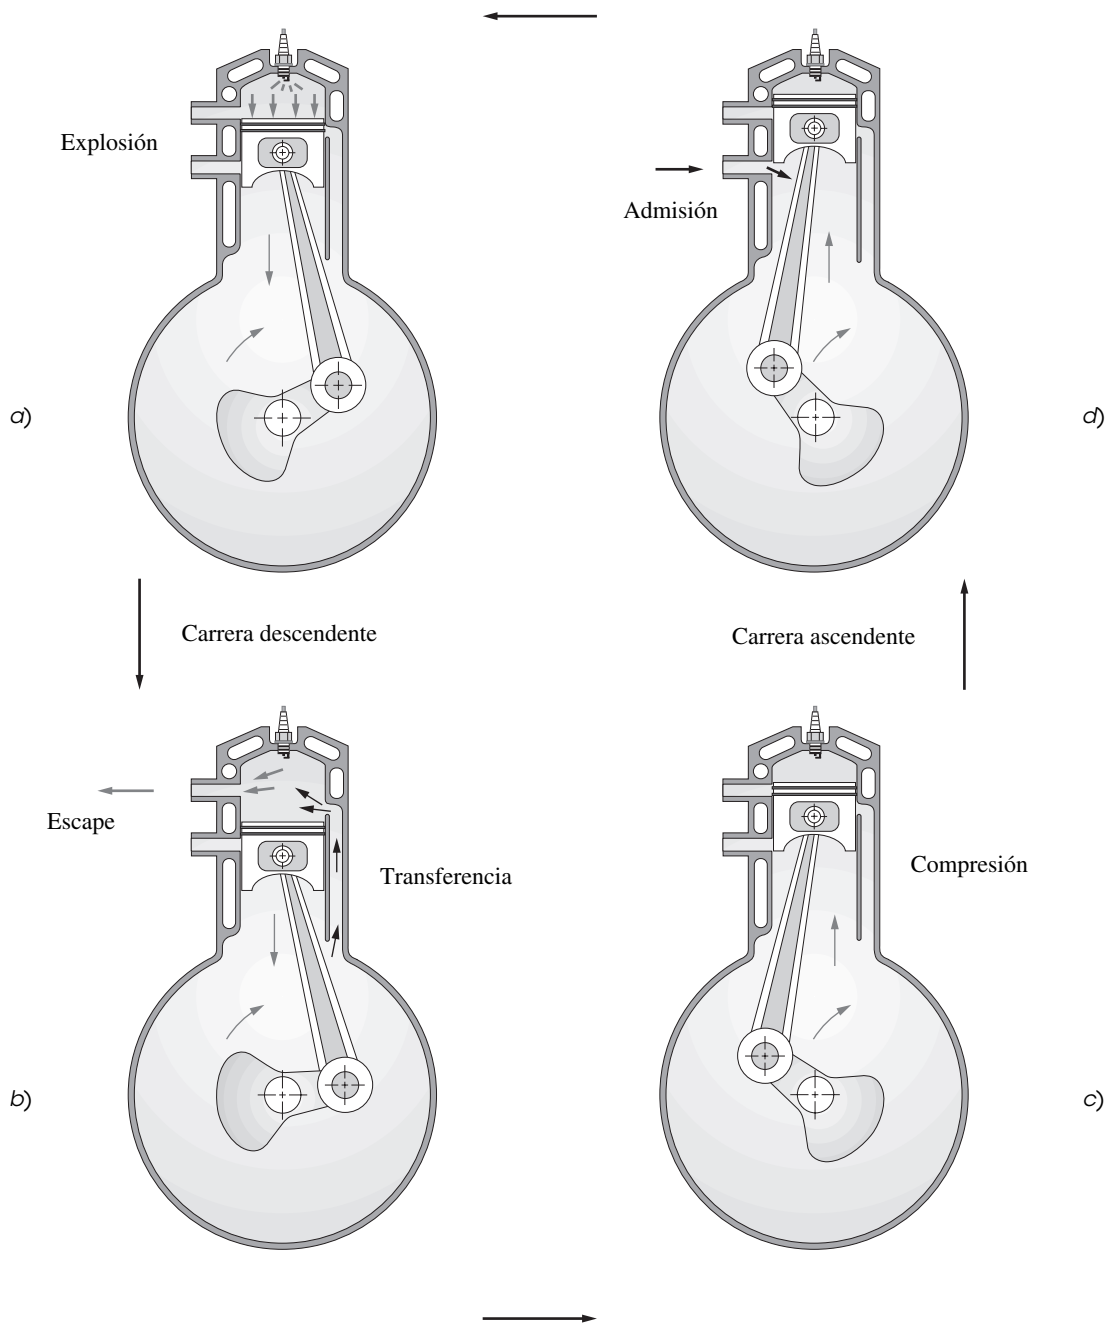 Explosión
Admisión
a)
d)
Carrera descendente
Carrera ascendente
Escape
Transferencia
Compresión
b)
c)